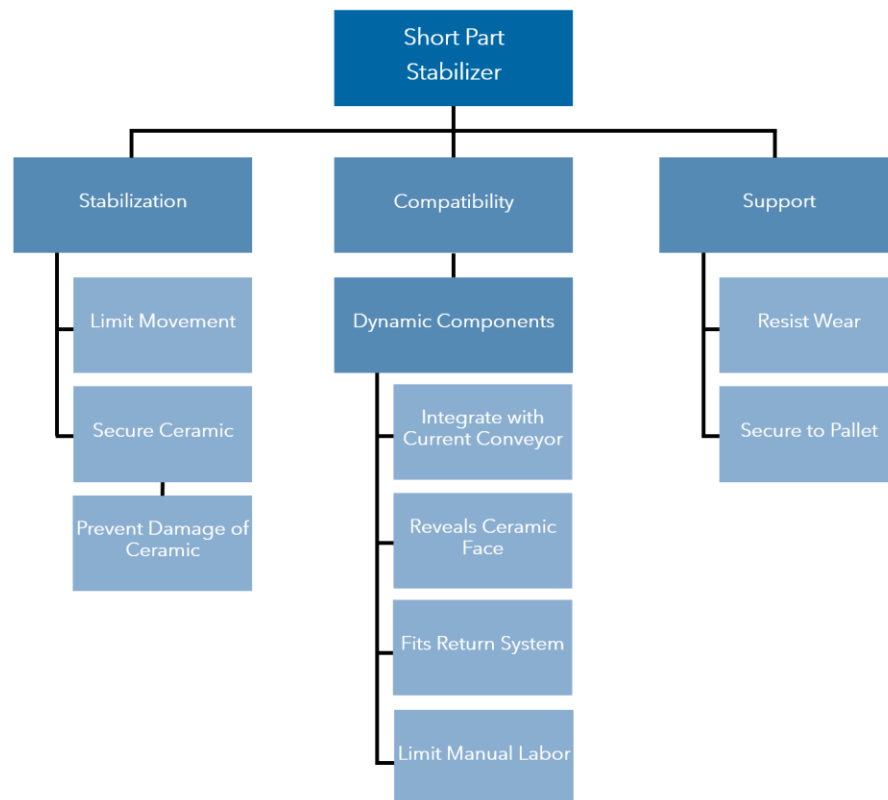 Short Part
Stabilizer
Stabilization
Compatibility
Support
Limit Movement
Dynamic Components
Resist Wear
Secure Ceramic
Integrate with
Current Conveyor
Secure to Pallet
Prevent Damage of
Ceramic
Reveals Ceramic
Face
Fits Return System
Limit Manual Labor